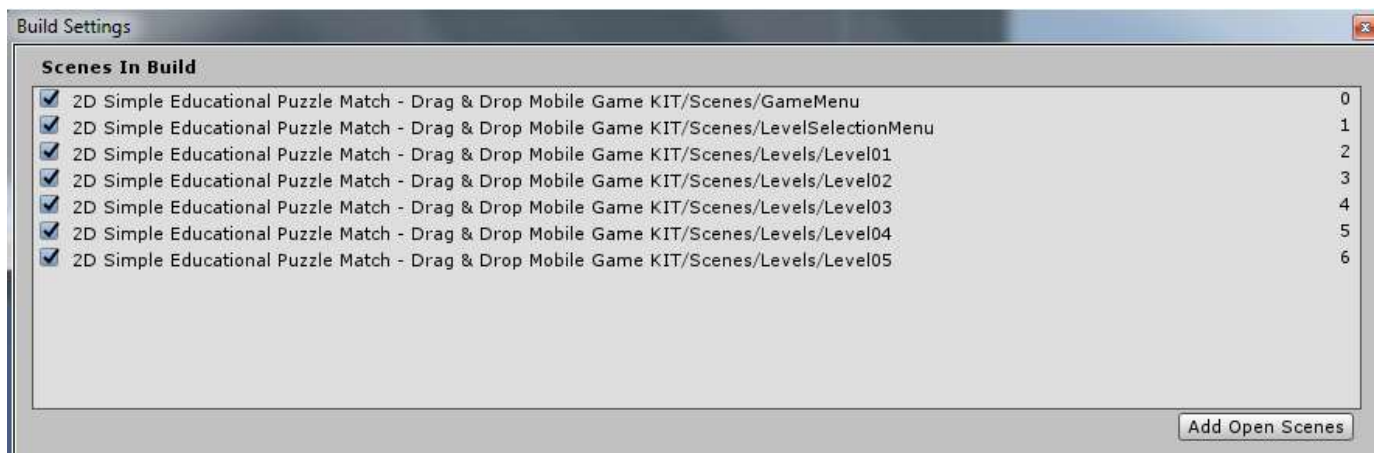 Build Settings
x
Scenes In Build
2D Simple Educational Puzzle Match - Drag & Drop Mobile Game KIT/Scenes/GameMenu 0
2D Simple Educational Puzzle Match - Drag & Drop Mobile Game KIT/Scenes/LevelSelectionMenu 1
2D Simple Educational Puzzle Match - Drag & Drop Mobile Game KIT/Scenes/Levels/Level01 2
2D Simple Educational Puzzle Match - Drag & Drop Mobile Game KIT/Scenes/Levels/Level02 3
2D Simple Educational Puzzle Match - Drag & Drop Mobile Game KIT/Scenes/Levels/Level03 4
2D Simple Educational Puzzle Match - Drag & Drop Mobile Game KIT/Scenes/Levels/Level04 5
2D Simple Educational Puzzle Match - Drag & Drop Mobile Game KIT/Scenes/Levels/Level05 6
Add Open Scenes